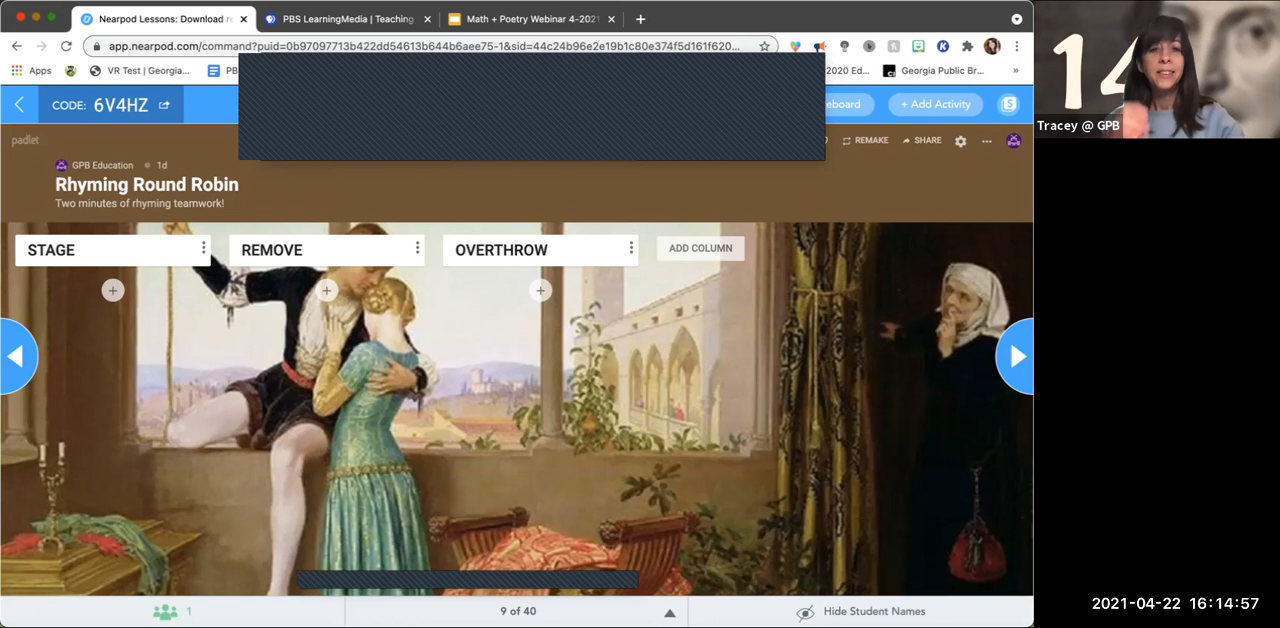 Nearpod Lessons: Download re
PBS LearningMedia | Teaching
Math + Poetry Webinar 4-2021
app.nearpod.com/command?puid=0b97097713b422dd54613b644b6aee75-1&sid=44c24b96e2e19b1c80e374f5d161f620...
Apps
VR Test | Georgia...
PB
2020 Ed...
Georgia Public Br...
»
CODE: 6V4HZ
eboard
+ Add Activity
padlet
REMAKE
SHARE
GPB Education 1d
Rhyming Round Robin
Two minutes of rhyming teamwork!
STAGE
REMOVE
OVERTHROW
ADD COLUMN
1
9 of 40
Hide Student Names
14
Tracey @ GPB
2021-04-22 16:14:57